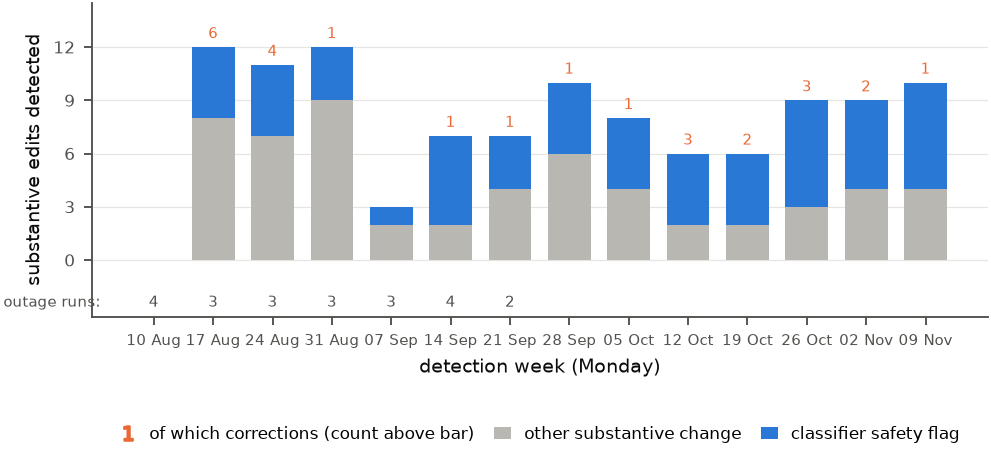 substantive edits detected
12
9
6
3
0
6 4 1 1 1 1 1 3 2 3 2 1
outage runs: 4 3 3 3 3 4 2
10 Aug 17 Aug 24 Aug 31 Aug 07 Sep 14 Sep 21 Sep 28 Sep 05 Oct 12 Oct 19 Oct 26 Oct 02 Nov 09 Nov
detection week (Monday)
1 of which corrections (count above bar) other substantive change classifier safety flag